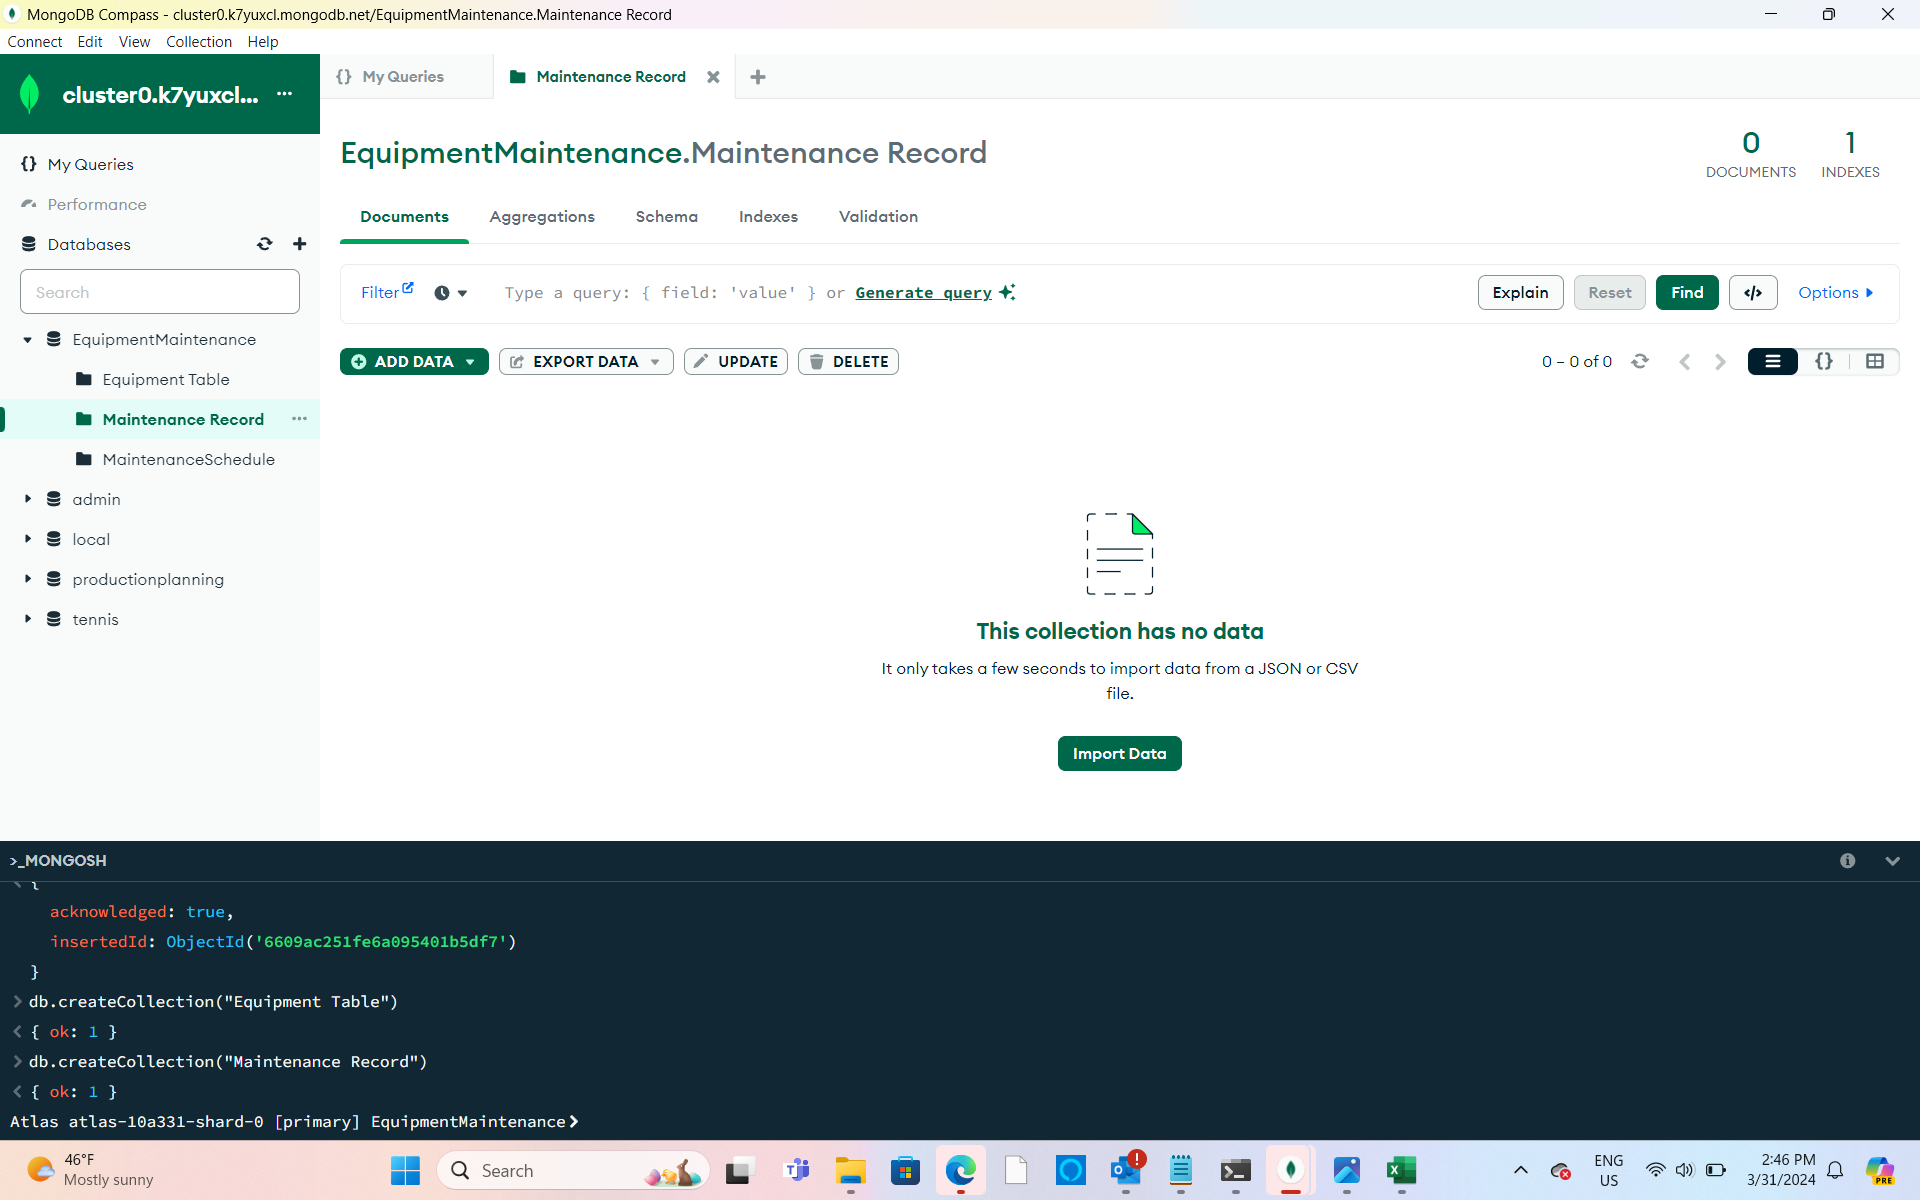 MongoDB Compass - cluster0.k7yuxcl.mongodb.net/EquipmentMaintenance.Maintenance Record
Connect Edit View Collection Help
cluster0.k7yuxcl... ...
My Queries
Maintenance Record
{} My Queries
Performance
Databases
Search
EquipmentMaintenance
Equipment Table
Maintenance Record ...
MaintenanceSchedule
admin
local
productionplanning
tennis
EquipmentMaintenance.Maintenance Record
0
DOCUMENTS
1
INDEXES
Documents Aggregations Schema Indexes Validation
Filter Type a query: { field: 'value' } or Generate query Explain Reset Find </> Options
ADD DATA EXPORT DATA UPDATE DELETE 0 – 0 of 0 {}
This collection has no data
It only takes a few seconds to import data from a JSON or CSV
file.
Import Data
>_MONGOSH
{
acknowledged: true,
insertedId: ObjectId('6609ac251fe6a095401b5df7')
}
> db.createCollection("Equipment Table")
< { ok: 1 }
> db.createCollection("Maintenance Record")
< { ok: 1 }
Atlas atlas-10a331-shard-0 [primary] EquipmentMaintenance>
46°F
Mostly sunny
Search
ENG
US
2:46 PM
3/31/2024
PRE